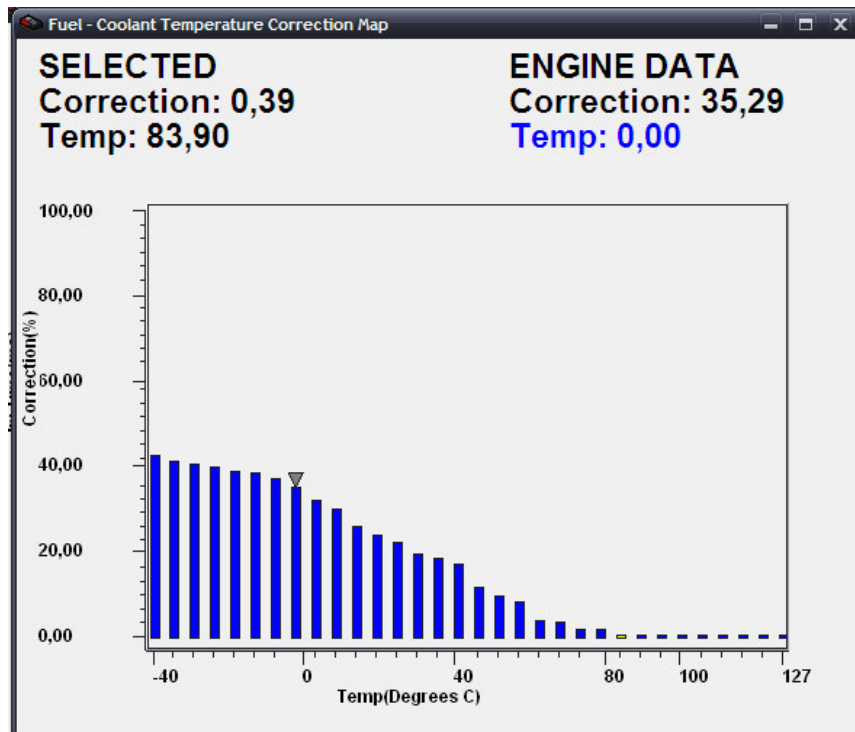 Fuel - Coolant Temperature Correction Map
SELECTED
Correction: 0,39
Temp: 83,90
ENGINE DATA
Correction: 35,29
Temp: 0,00
100,00
80,00
60,00
40,00
20,00
0,00
Correction(%)
-40 0 40 80 100 127
Temp(Degrees C)